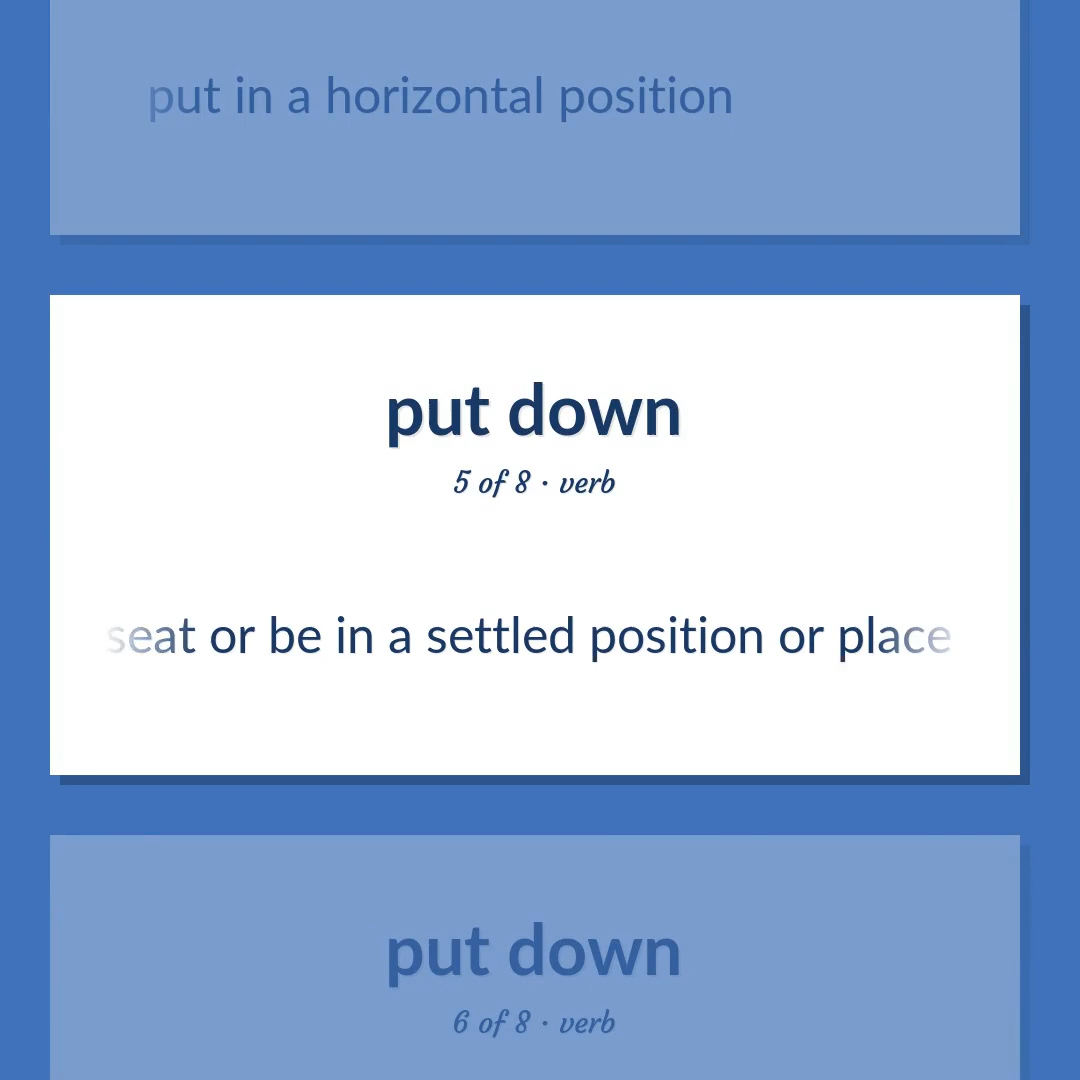 put in a horizontal position
put down
5 of 8 · verb
seat or be in a settled position or place
put down
6 of 8 · verb